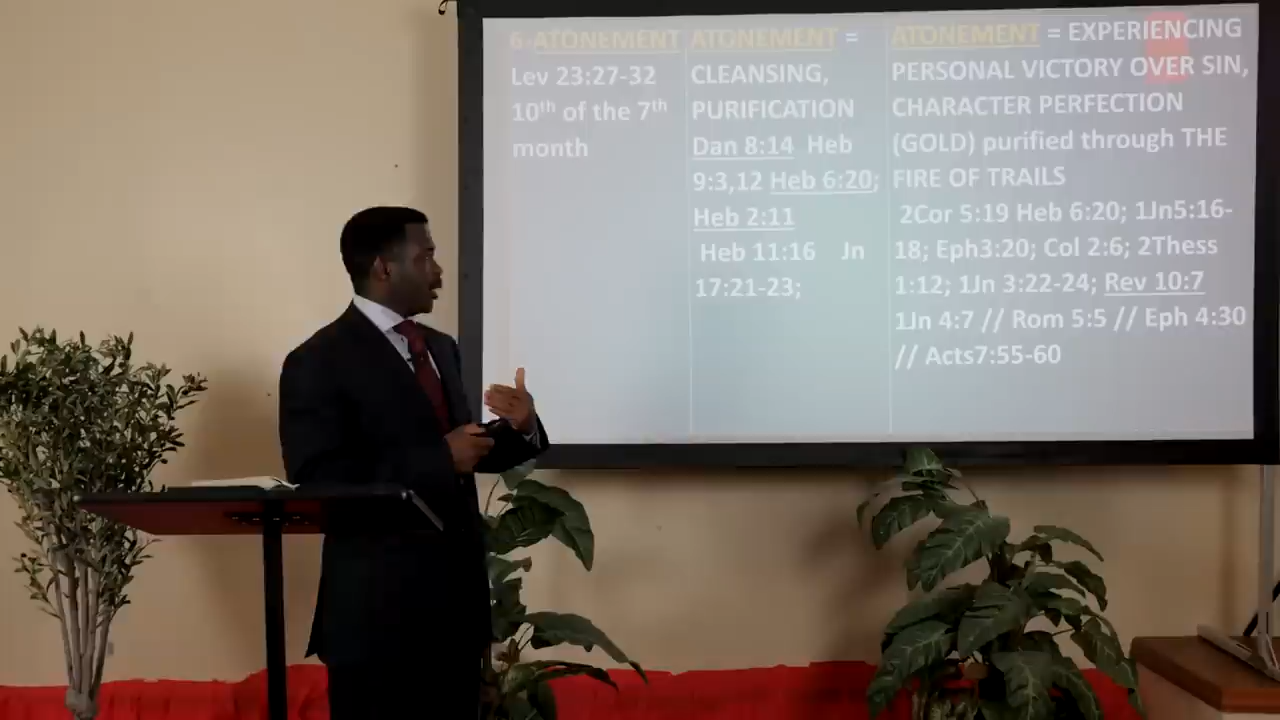 6-ATONEMENT
Lev 23:27-32
10th of the 7th
month
ATONEMENT =
CLEANSING,
PURIFICATION
Dan 8:14 Heb
9:3,12 Heb 6:20;
Heb 2:11
Heb 11:16 Jn
17:21-23;
ATONEMENT = EXPERIENCING
PERSONAL VICTORY OVER SIN,
CHARACTER PERFECTION
(GOLD) purified through THE
FIRE OF TRAILS
2Cor 5:19 Heb 6:20; 1Jn5:16-
18; Eph3:20; Col 2:6; 2Thess
1:12; 1Jn 3:22-24; Rev 10:7
1Jn 4:7 // Rom 5:5 // Eph 4:30
// Acts7:55-60